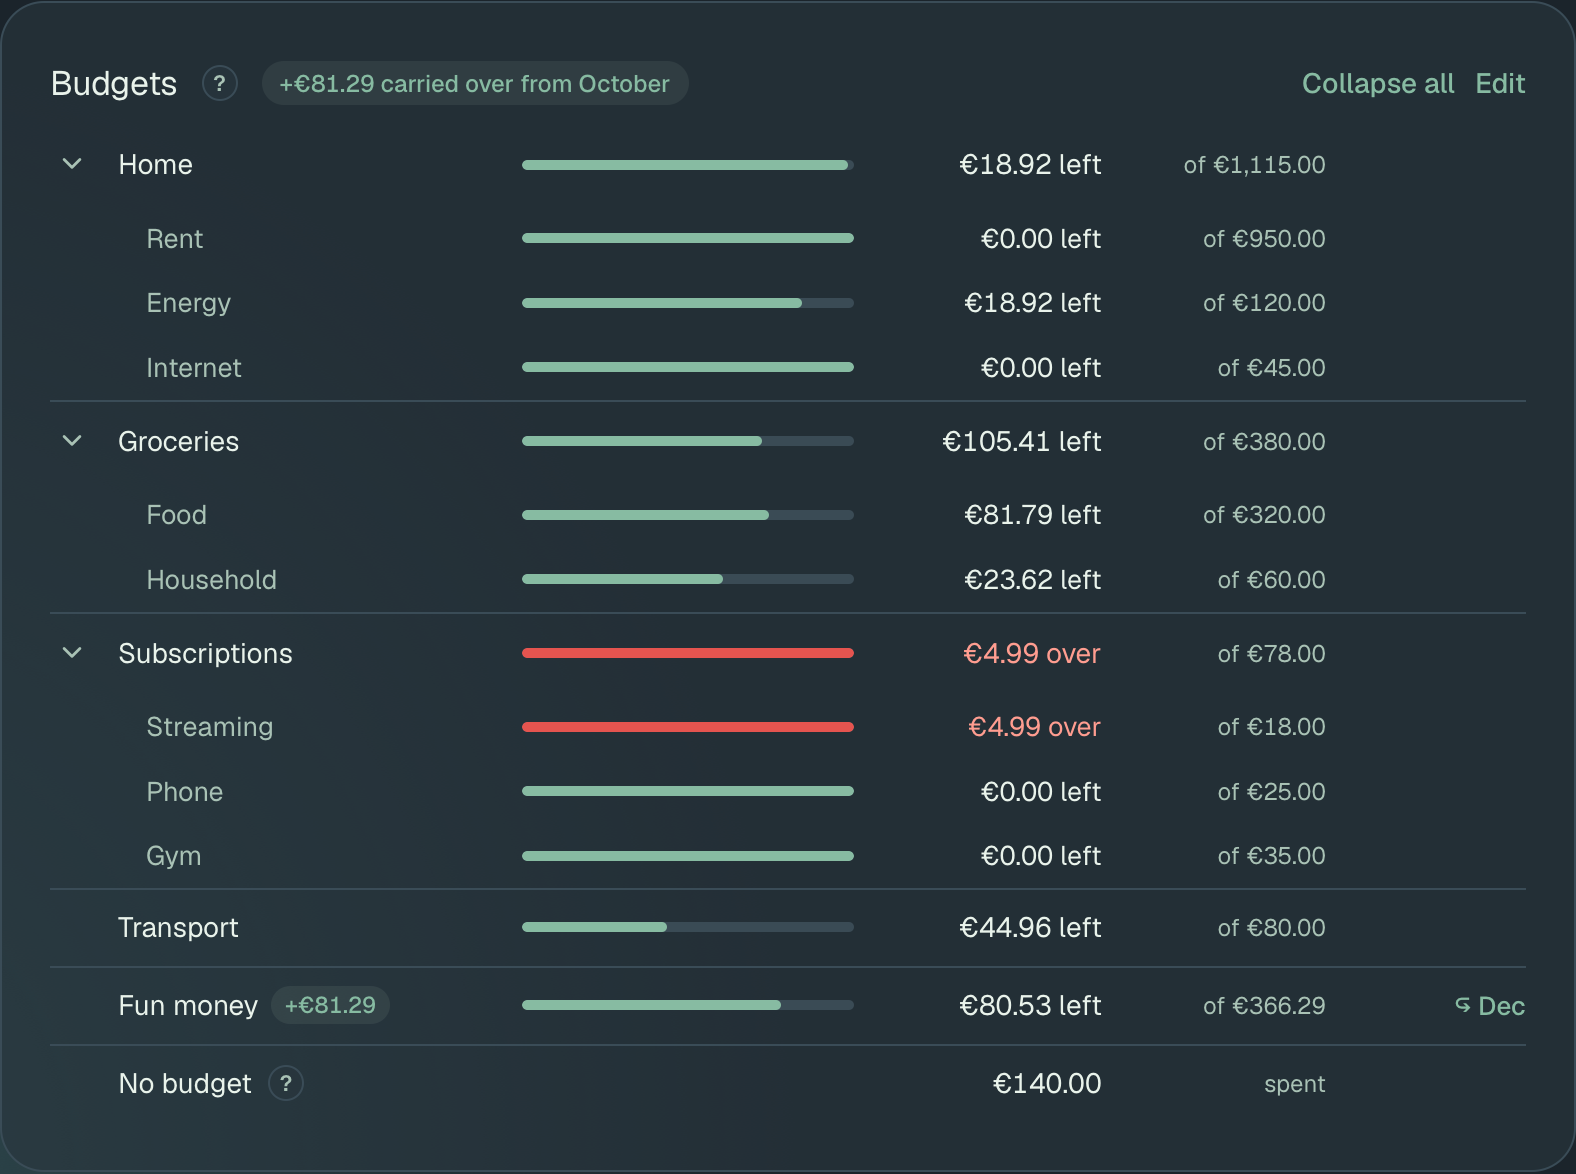 Budgets ? +€81.29 carried over from October Collapse all Edit
Home €18.92 left of €1,115.00
Rent €0.00 left of €950.00
Energy €18.92 left of €120.00
Internet €0.00 left of €45.00
Groceries €105.41 left of €380.00
Food €81.79 left of €320.00
Household €23.62 left of €60.00
Subscriptions €4.99 over of €78.00
Streaming €4.99 over of €18.00
Phone €0.00 left of €25.00
Gym €0.00 left of €35.00
Transport €44.96 left of €80.00
Fun money +€81.29 €80.53 left of €366.29 Dec
No budget ? €140.00 spent